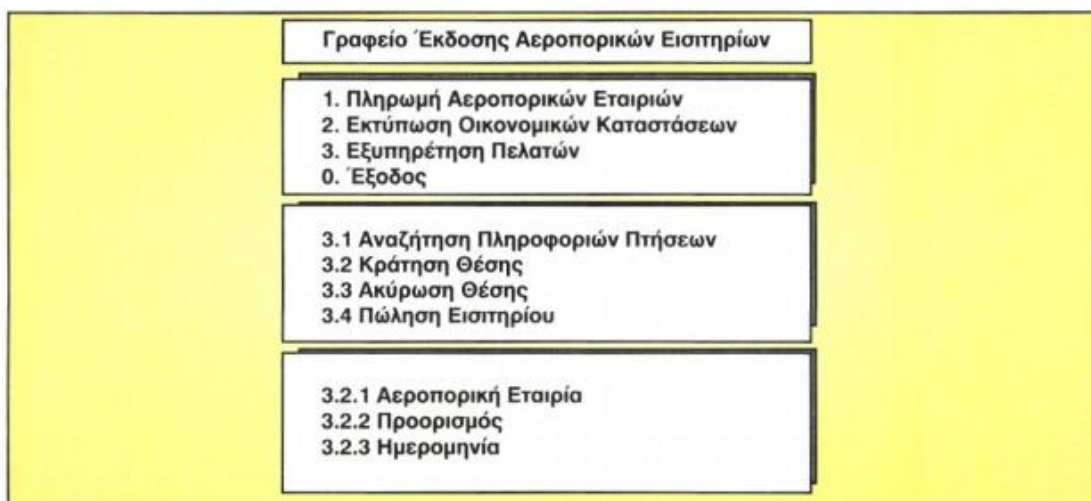 Γραφείο Έκδοσης Αεροπορικών Εισιτηρίων
1. Πληρωμή Αεροπορικών Εταιριών
2. Εκτύπωση Οικονομικών Καταστάσεων
3. Εξυπηρέτηση Πελατών
0. Έξοδος
3.1 Αναζήτηση Πληροφοριών Πτήσεων
3.2 Κράτηση Θέσης
3.3 Ακύρωση Θέσης
3.4 Πώληση Εισιτηρίου
3.2.1 Αεροπορική Εταιρία
3.2.2 Προορισμός
3.2.3 Ημερομηνία